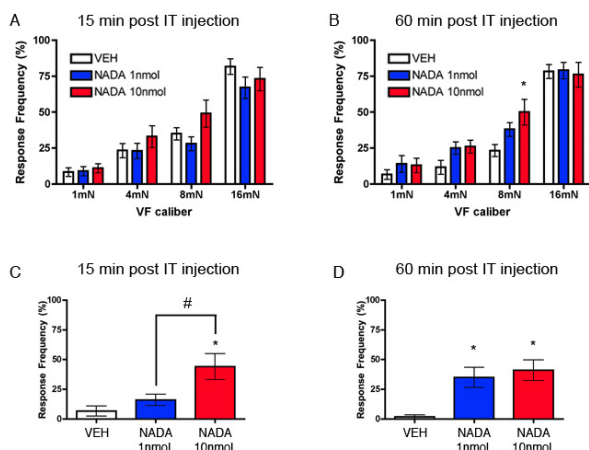 A
15 min post IT injection
Response Frequency (%)
100
75
50
25
0
VEH
NADA 1nmol
NADA 10nmol
1mN
4mN
8mN
16mN
VF caliber
B
60 min post IT injection
Response Frequency (%)
100
75
50
25
0
VEH
NADA 1nmol
NADA 10nmol
*
1mN
4mN
8mN
16mN
VF caliber
C
15 min post IT injection
Response Frequency (%)
100
75
50
25
0
#
*
VEH
NADA
1nmol
NADA
10nmol
D
60 min post IT injection
Response Frequency (%)
100
75
50
25
0
*
*
VEH
NADA
1nmol
NADA
10nmol